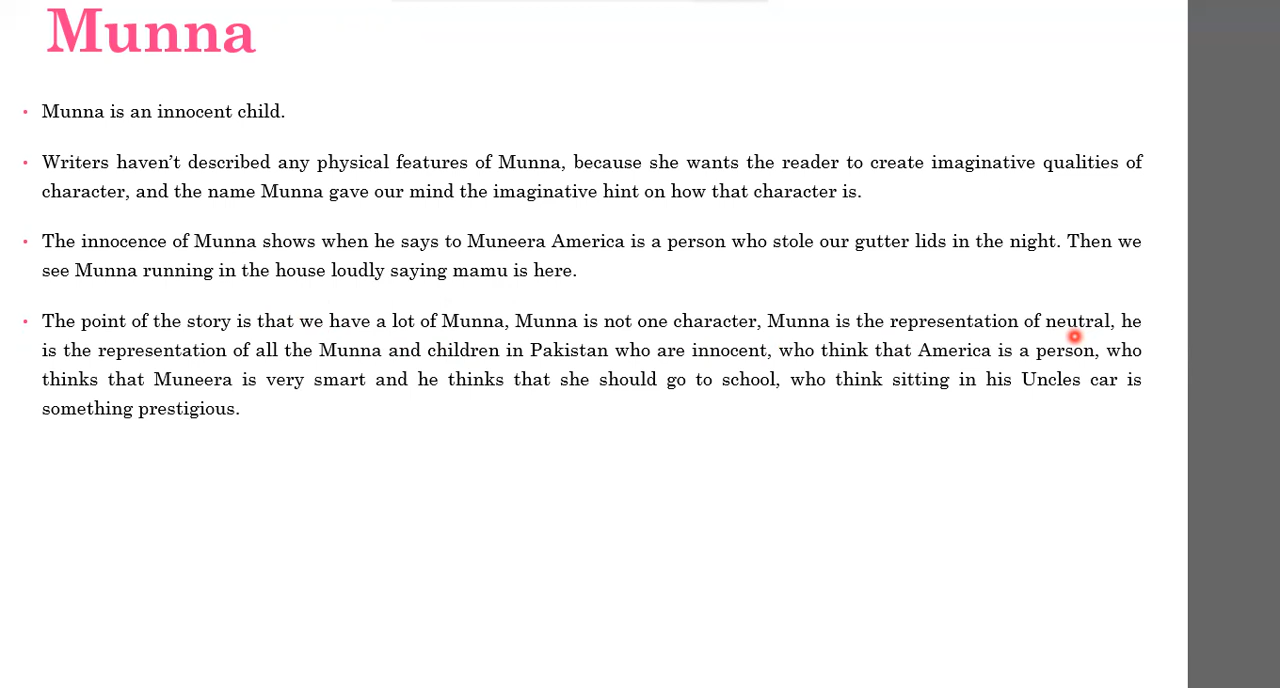 Munna
• Munna is an innocent child.
• Writers haven’t described any physical features of Munna, because she wants the reader to create imaginative qualities of
character, and the name Munna gave our mind the imaginative hint on how that character is.
• The innocence of Munna shows when he says to Muneera America is a person who stole our gutter lids in the night. Then we
see Munna running in the house loudly saying mamu is here.
• The point of the story is that we have a lot of Munna, Munna is not one character, Munna is the representation of neutral, he
is the representation of all the Munna and children in Pakistan who are innocent, who think that America is a person, who
thinks that Muneera is very smart and he thinks that she should go to school, who think sitting in his Uncles car is
something prestigious.